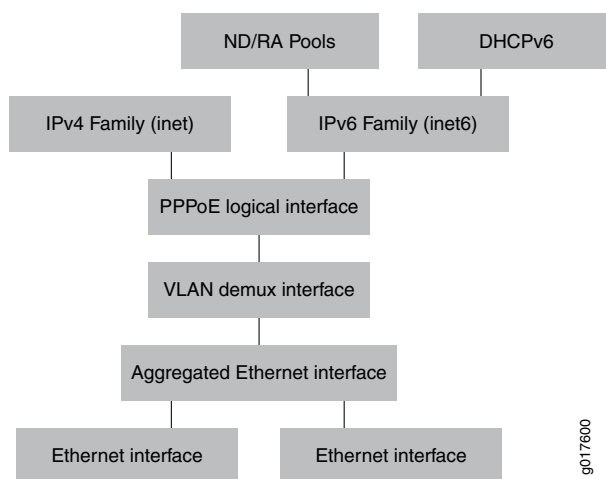 ND/RA Pools
DHCPv6
IPv4 Family (inet)
IPv6 Family (inet6)
PPPoE logical interface
VLAN demux interface
Aggregated Ethernet interface
Ethernet interface
Ethernet interface
g017600